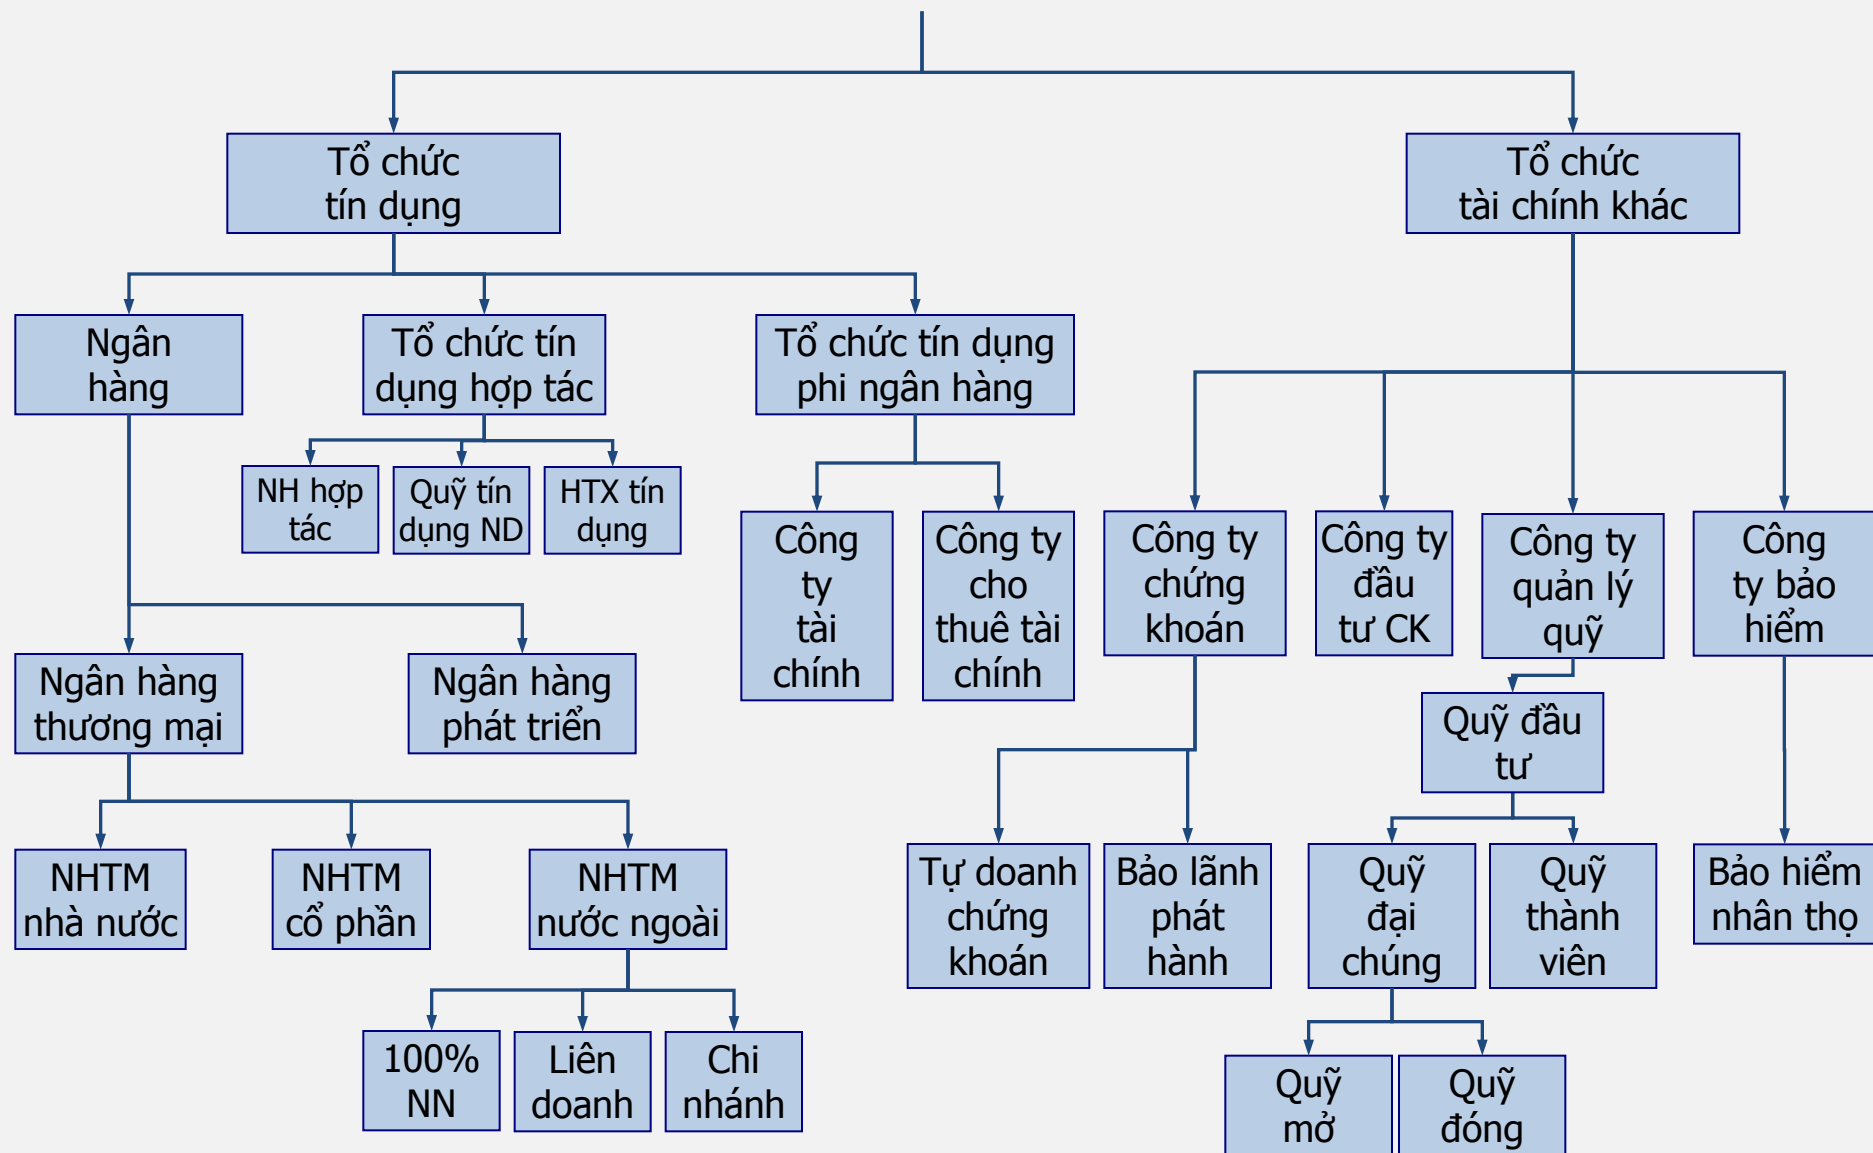 Tổ chức
tín dụng
Tổ chức
tài chính khác
Ngân
hàng
Tổ chức tín
dụng hợp tác
Tổ chức tín dụng
phi ngân hàng
NH hợp
tác
Quỹ tín
dụng ND
HTX tín
dụng
Công
ty
tài
chính
Công ty
cho
thuê tài
chính
Công ty
chứng
khoán
Công ty
đầu
tư CK
Công ty
quản lý
quỹ
Công
ty bảo
hiểm
Ngân hàng
thương mại
Ngân hàng
phát triển
Quỹ đầu
tư
NHTM
nhà nước
NHTM
cổ phần
NHTM
nước ngoài
Tự doanh
chứng
khoán
Bảo lãnh
phát
hành
Quỹ
đại
chúng
Quỹ
thành
viên
Bảo hiểm
nhân thọ
100%
NN
Liên
doanh
Chi
nhánh
Quỹ
mở
Quỹ
đóng